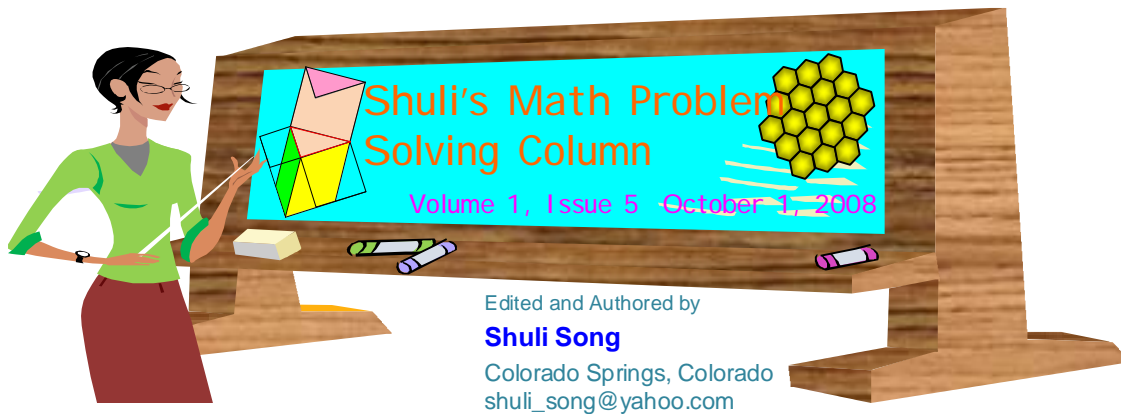 Shuli's Math Problem
Solving Column
Volume 1, Issue 5 October 1, 2008
Edited and Authored by
Shuli Song
Colorado Springs, Colorado
shuli_song@yahoo.com